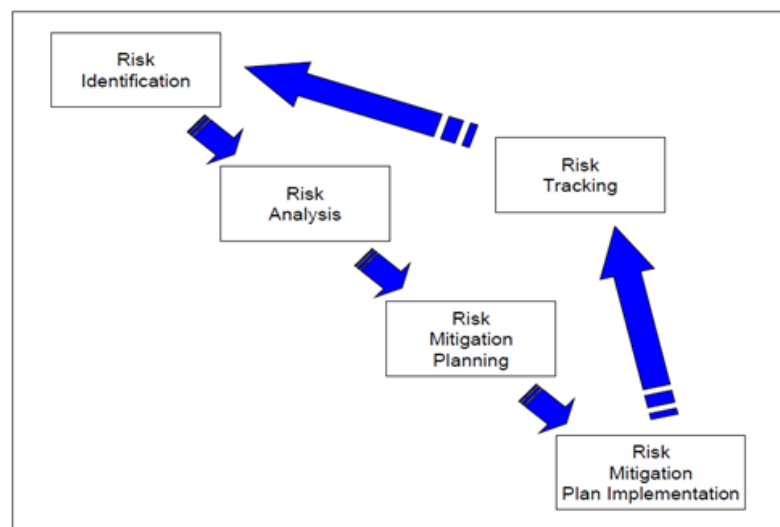 Risk
Identification
Risk
Analysis
Risk
Mitigation
Planning
Risk
Mitigation
Plan Implementation
Risk
Tracking